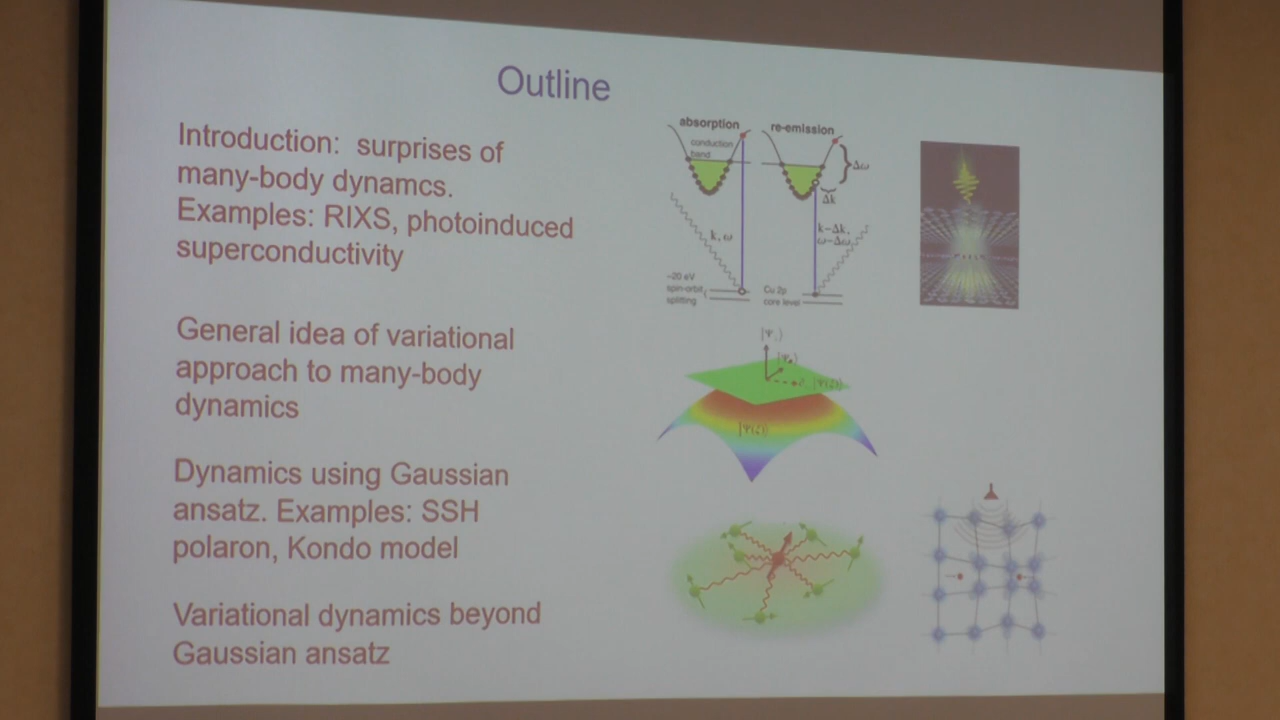 Outline
Introduction: surprises of
many-body dynamcs.
Examples: RIXS, photoinduced
superconductivity
General idea of variational
approach to many-body
dynamics
Dynamics using Gaussian
ansatz. Examples: SSH
polaron, Kondo model
Variational dynamics beyond
Gaussian ansatz
absorption
re-emission
conduction
band
Δω
Δk
k, ω
k−Δk,
ω−Δω
~20 eV
spin-orbit
splitting
Cu 2p
core level
|Ψ(ζ)⟩